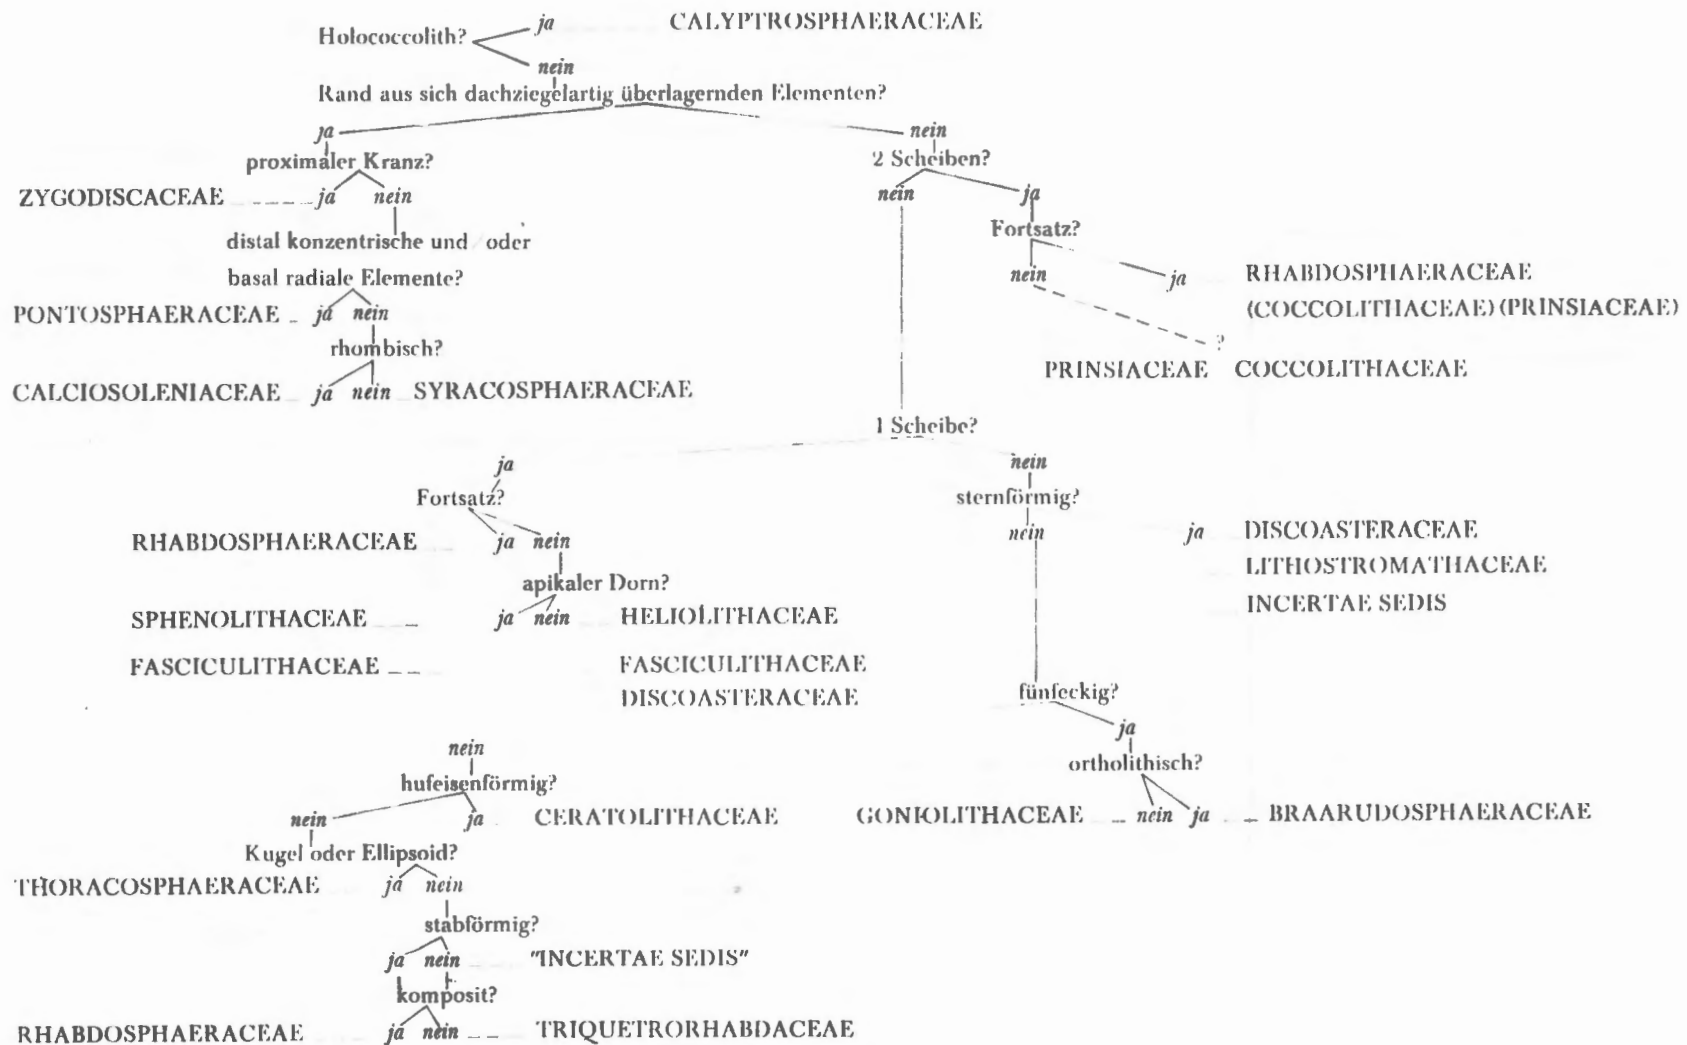 Holococcolith? ja CALYPTROSPHAERACEAE
nein
Rand aus sich dachziegelartig überlagernden Elementen?
ja nein
proximaler Kranz? 2 Scheiben?
ZYGODISCACEAE ja nein nein ja
Fortsatz?
distal konzentrische und / oder
basal radiale Elemente? nein ja RHABDOSPHAERACEAE
(COCCOLITHACEAE) (PRINSIACEAE)
PONTOSPHAERACEAE ja nein
rhombisch? ?
PRINSIACEAE COCCOLITHACEAE
CALCIOSOLENIACEAE ja nein SYRACOSPHAERACEAE
1 Scheibe?
ja nein
Fortsatz? sternförmig?
RHABDOSPHAERACEAE ja nein nein ja DISCOASTERACEAE
LITHOSTROMATHACEAE
apikaler Dorn?
INCERTAE SEDIS
SPHENOLITHACEAE ja nein HELIOLITHACEAE
FASCICULITHACEAE FASCICULITHACEAE
DISCOASTERACEAE
fünfeckig?
ja
nein
ortholithisch?
hufeisenförmig?
nein ja CERATOLITHACEAE GONIOLITHACEAE nein ja BRAARUDOSPHAERACEAE
Kugel oder Ellipsoid?
THORACOSPHAERACEAE ja nein
stabförmig?
ja nein "INCERTAE SEDIS"
komposit?
RHABDOSPHAERACEAE ja nein TRIQUETRORHABDACEAE